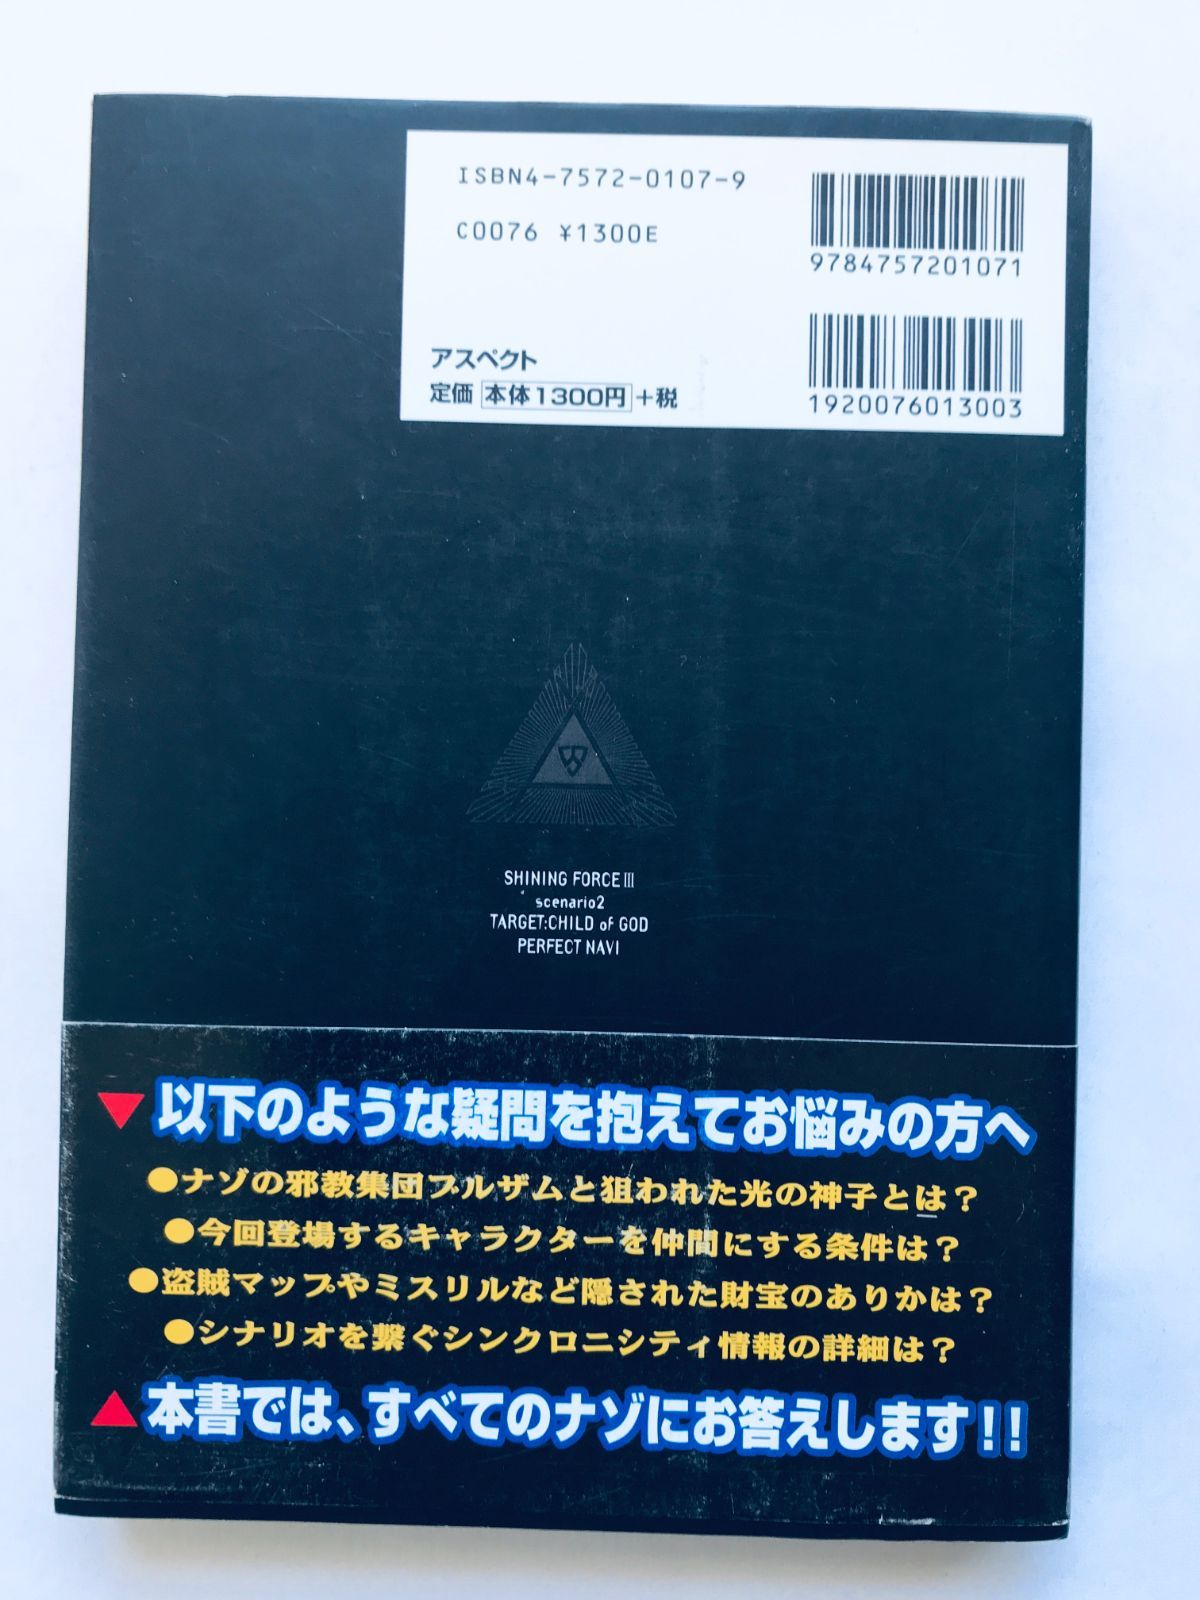 ISBN4-7572-0107-9
C0076 ¥1300E
9784757201071
アスペクト
定価 本体1300円+税
1920076013003
SHINING FORCE III
scenario2
TARGET:CHILD of GOD
PERFECT NAVI
▼以下のような疑問を抱えてお悩みの方へ
●ナゾの邪教集団ブルザムと狙われた光の神子とは？
●今回登場するキャラクターを仲間にする条件は？
●盗賊マップやミスリルなど隠された財宝のありかは？
●シナリオを繋ぐシンクロニシティ情報の詳細は？
▲本書では、すべてのナゾにお答えします!!